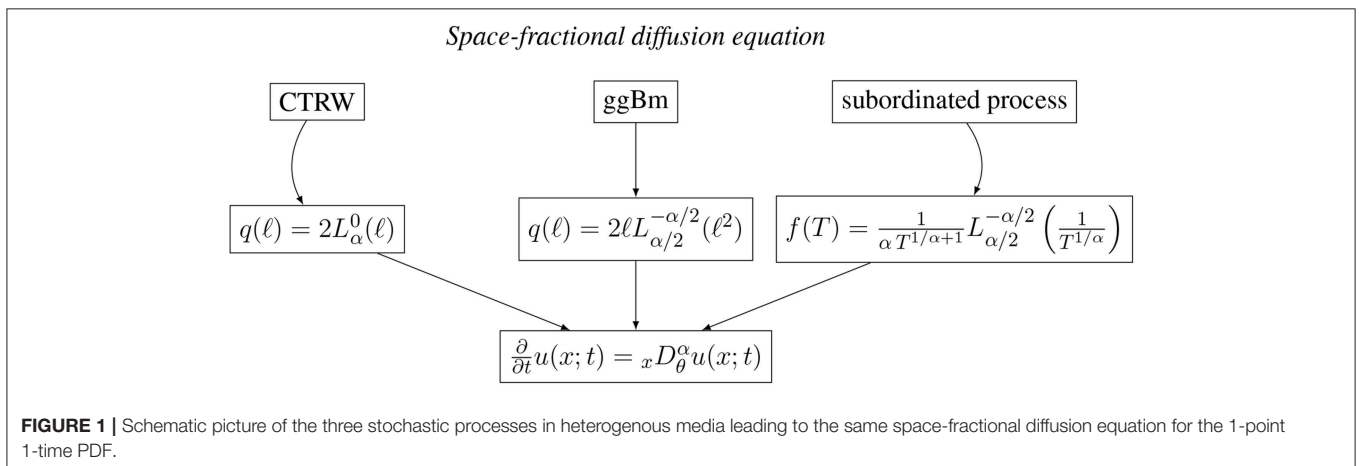 Space-fractional diffusion equation
CTRW ggBm subordinated process
q(ℓ) = 2L_α^0(ℓ) q(ℓ) = 2ℓL_{α/2}^{-α/2}(ℓ^2) f(T) = \frac{1}{α T^{1/α+1}} L_{α/2}^{-α/2} (\frac{1}{T^{1/α}})
\frac{∂}{∂t}u(x; t) = {}_xD_θ^α u(x; t)
FIGURE 1 | Schematic picture of the three stochastic processes in heterogenous media leading to the same space-fractional diffusion equation for the 1-point
1-time PDF.